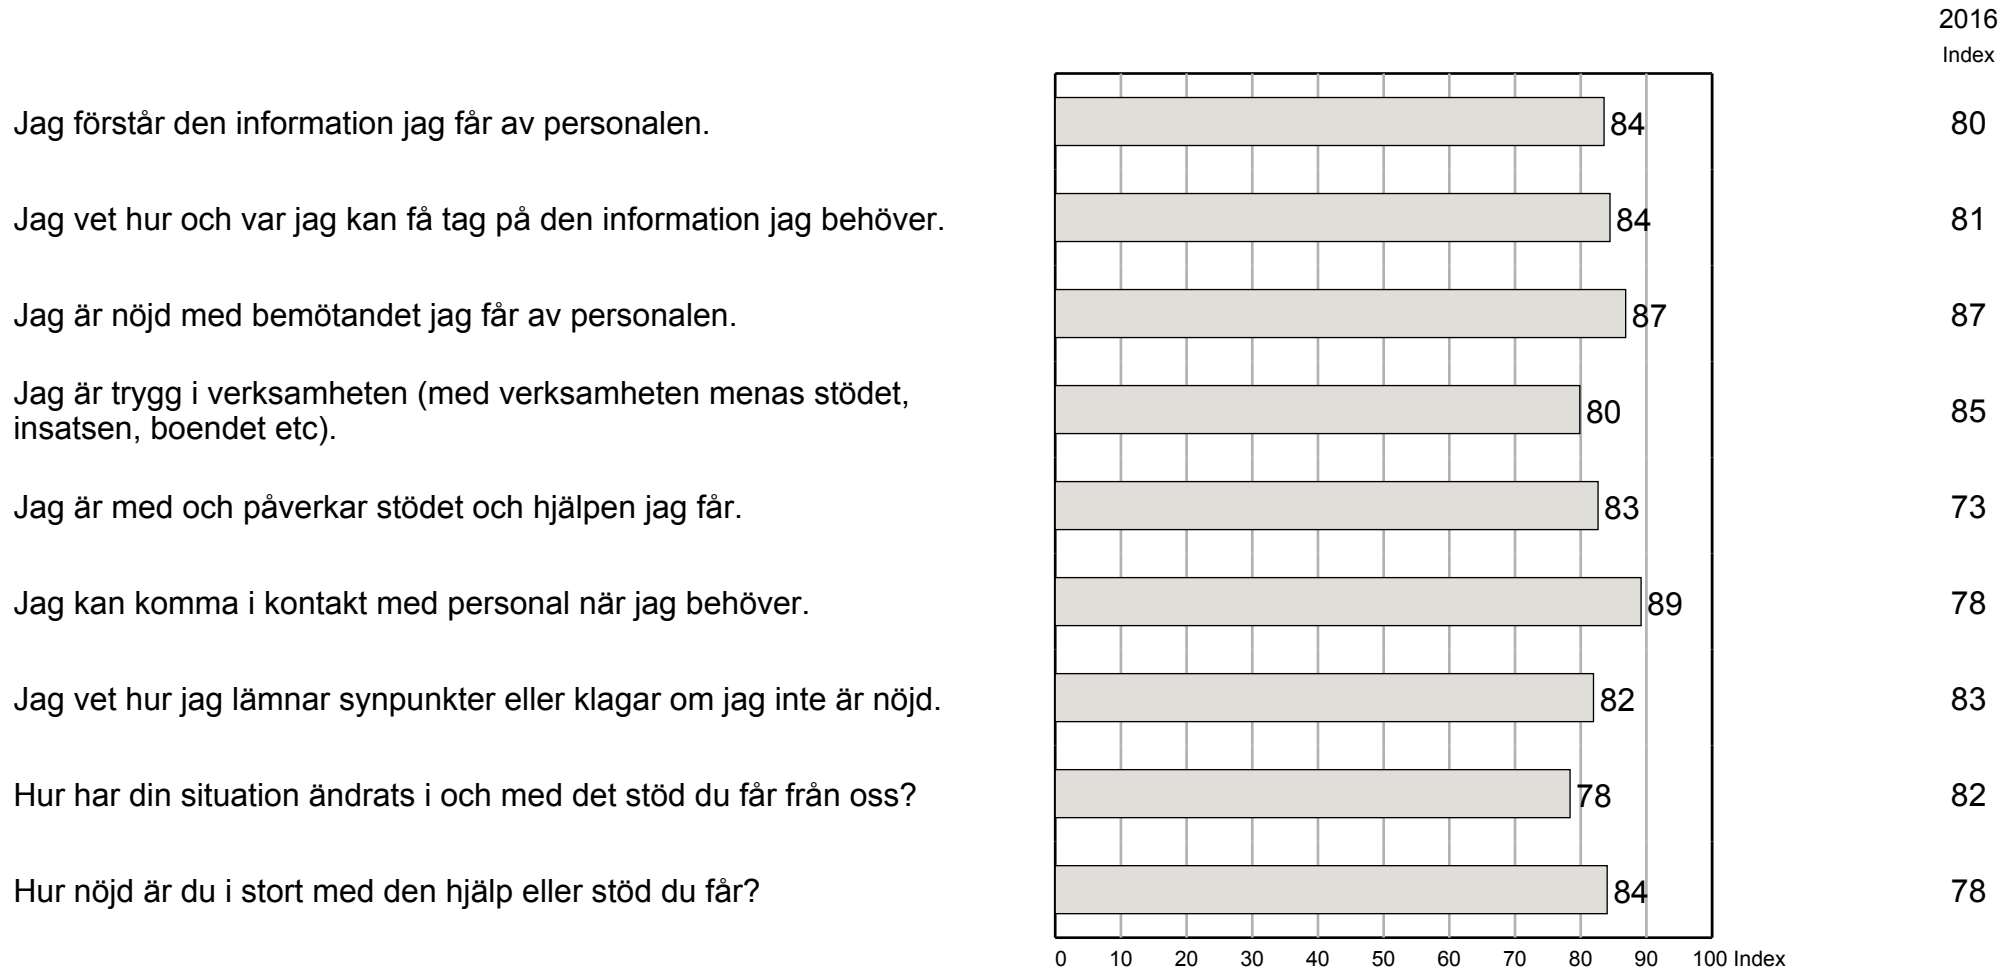 2016
Index
Jag förstår den information jag får av personalen. 84 80
Jag vet hur och var jag kan få tag på den information jag behöver. 84 81
Jag är nöjd med bemötandet jag får av personalen. 87 87
Jag är trygg i verksamheten (med verksamheten menas stödet,
insatsen, boendet etc). 80 85
Jag är med och påverkar stödet och hjälpen jag får. 83 73
Jag kan komma i kontakt med personal när jag behöver. 89 78
Jag vet hur jag lämnar synpunkter eller klagar om jag inte är nöjd. 82 83
Hur har din situation ändrats i och med det stöd du får från oss? 78 82
Hur nöjd är du i stort med den hjälp eller stöd du får? 84 78
0 10 20 30 40 50 60 70 80 90 100 Index